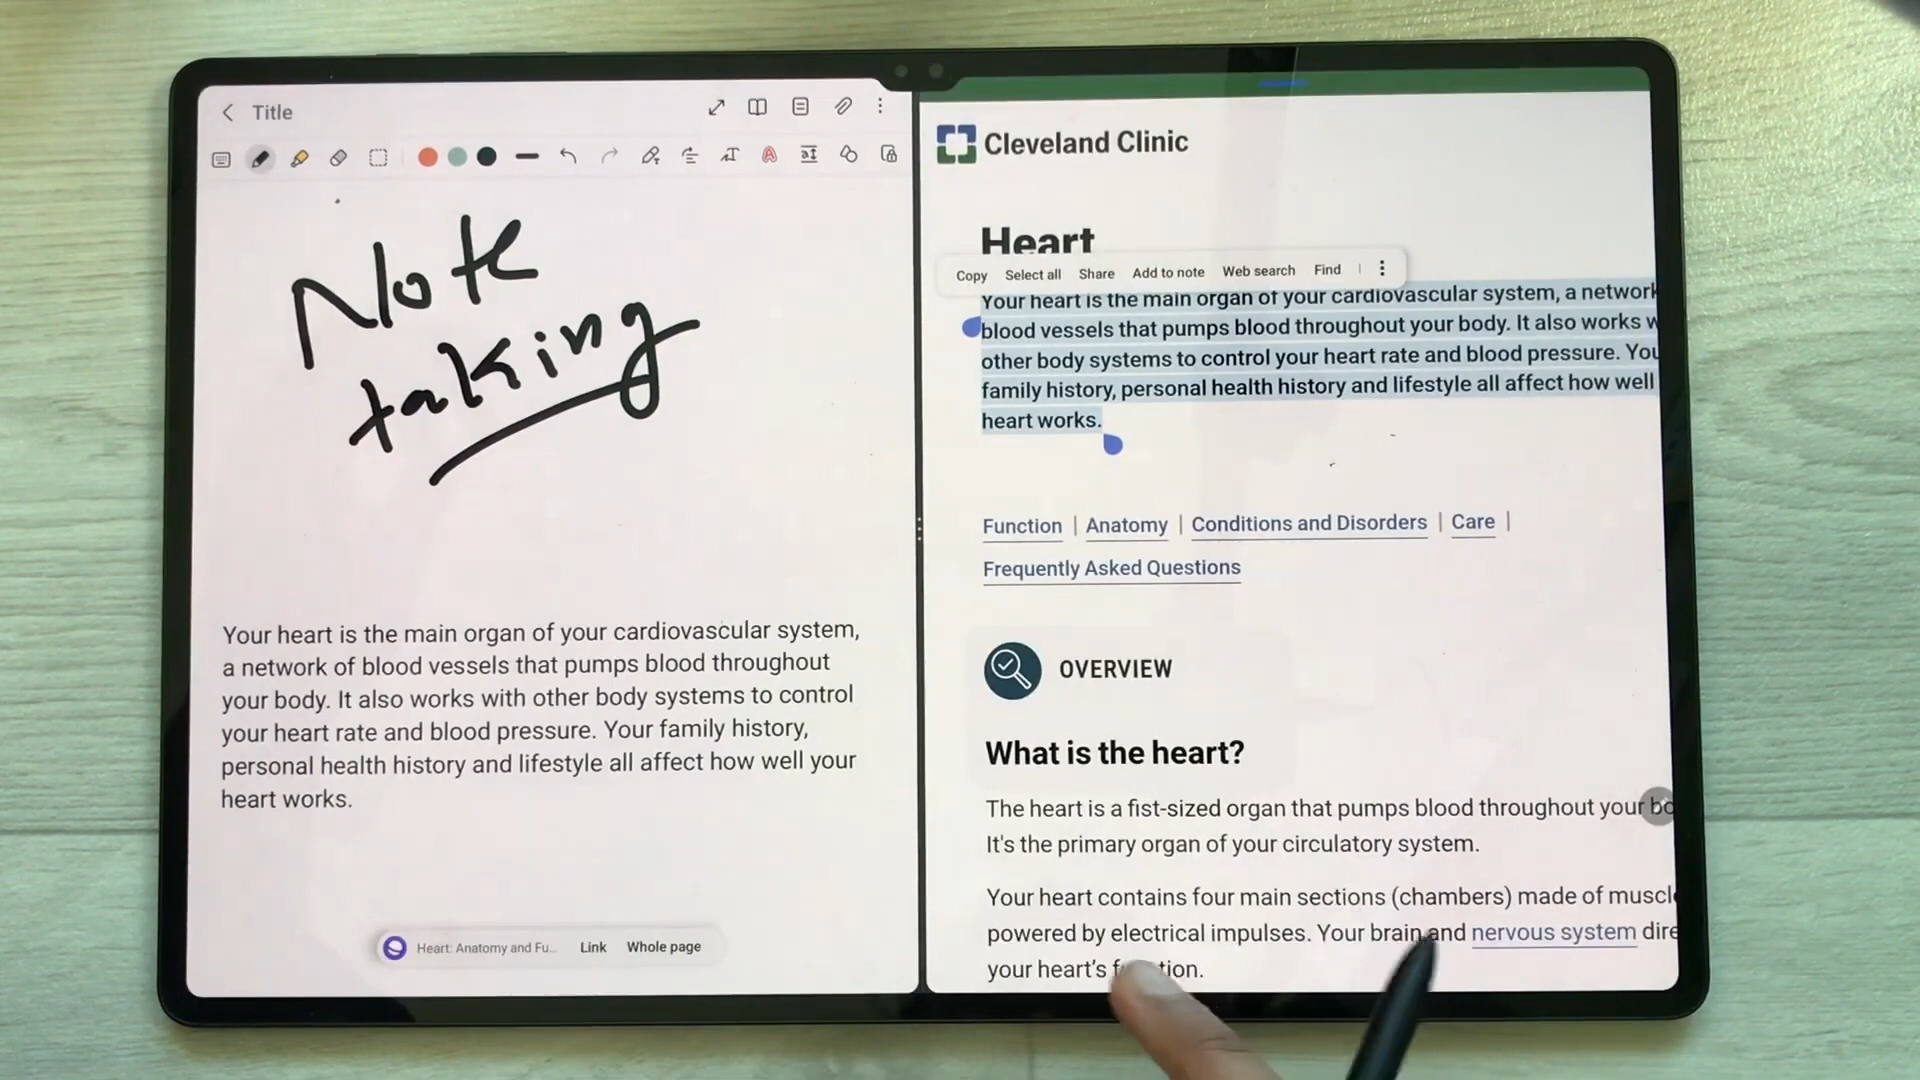 Title
Note
taking
Your heart is the main organ of your cardiovascular system,
a network of blood vessels that pumps blood throughout
your body. It also works with other body systems to control
your heart rate and blood pressure. Your family history,
personal health history and lifestyle all affect how well your
heart works.
Heart: Anatomy and Fu... Link Whole page
Cleveland Clinic
Heart
Copy Select all Share Add to note Web search Find
Your heart is the main organ of your cardiovascular system, a network
blood vessels that pumps blood throughout your body. It also works w
other body systems to control your heart rate and blood pressure. You
family history, personal health history and lifestyle all affect how well
heart works.
Function | Anatomy | Conditions and Disorders | Care |
Frequently Asked Questions
OVERVIEW
What is the heart?
The heart is a fist-sized organ that pumps blood throughout your bo
It's the primary organ of your circulatory system.
Your heart contains four main sections (chambers) made of muscle
powered by electrical impulses. Your brain and nervous system dire
your heart's